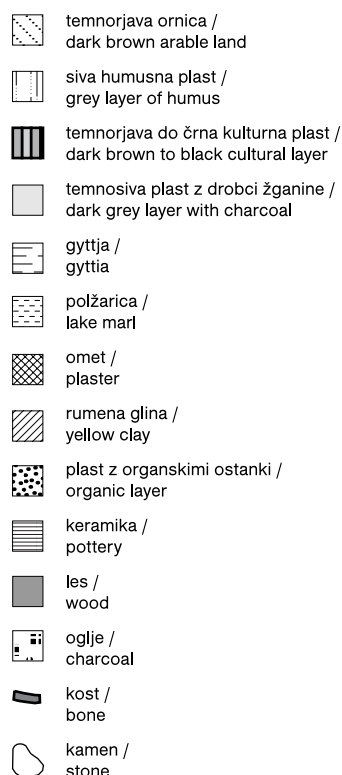 temnorjava ornica /
dark brown arable land
siva humusna plast /
grey layer of humus
temnorjava do črna kulturna plast /
dark brown to black cultural layer
temnosiva plast z drobci žganine /
dark grey layer with charcoal
gyttja /
gyttia
polžarica /
lake marl
omet /
plaster
rumena glina /
yellow clay
plast z organskimi ostanki /
organic layer
keramika /
pottery
les /
wood
oglje /
charcoal
kost /
bone
kamen /
stone